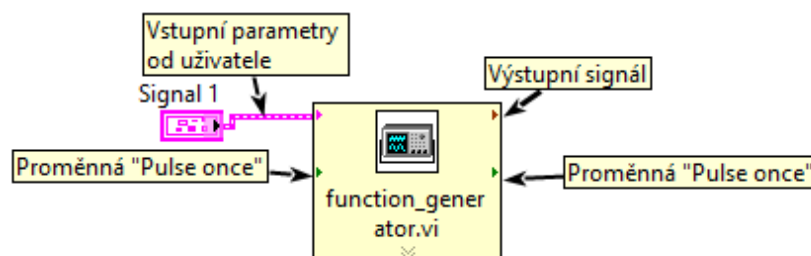 Vstupní parametry
od uživatele
Signal 1
Výstupní signál
Proměnná "Pulse once"
Proměnná "Pulse once"
function_gener
ator.vi